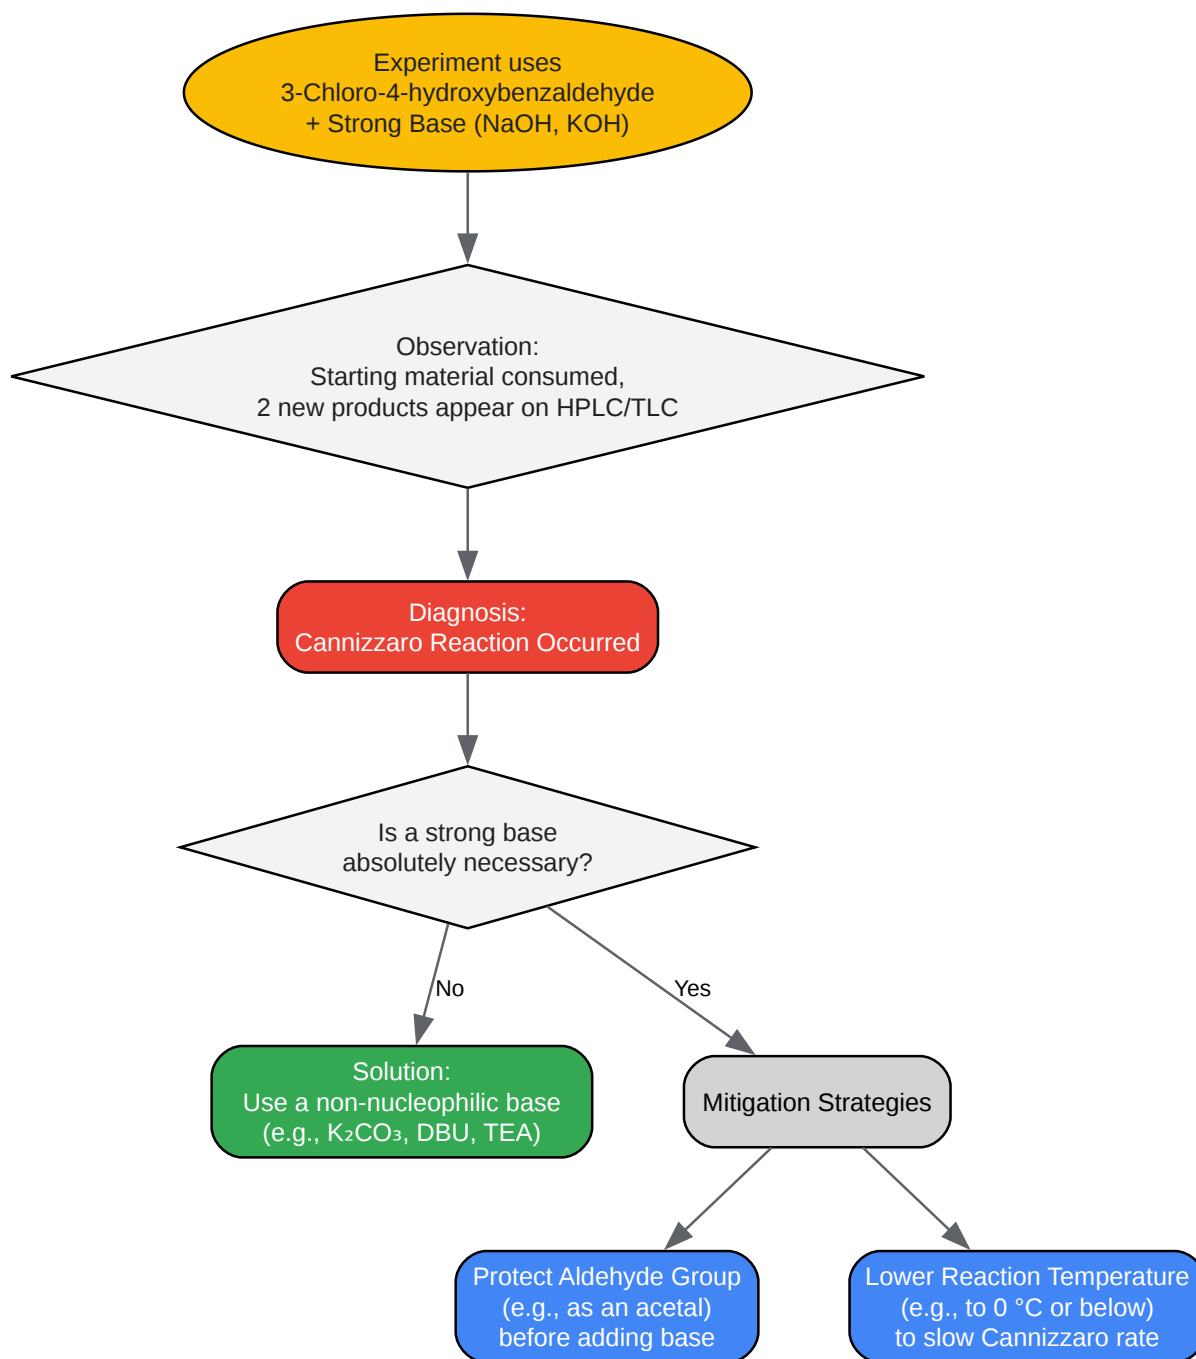 Experiment uses
3-Chloro-4-hydroxybenzaldehyde
+ Strong Base (NaOH, KOH)
Observation:
Starting material consumed,
2 new products appear on HPLC/TLC
Diagnosis:
Cannizzaro Reaction Occurred
Is a strong base
absolutely necessary?
No
Yes
Solution:
Use a non-nucleophilic base
(e.g., K₂CO₃, DBU, TEA)
Mitigation Strategies
Protect Aldehyde Group
(e.g., as an acetal)
before adding base
Lower Reaction Temperature
(e.g., to 0 °C or below)
to slow Cannizzaro rate